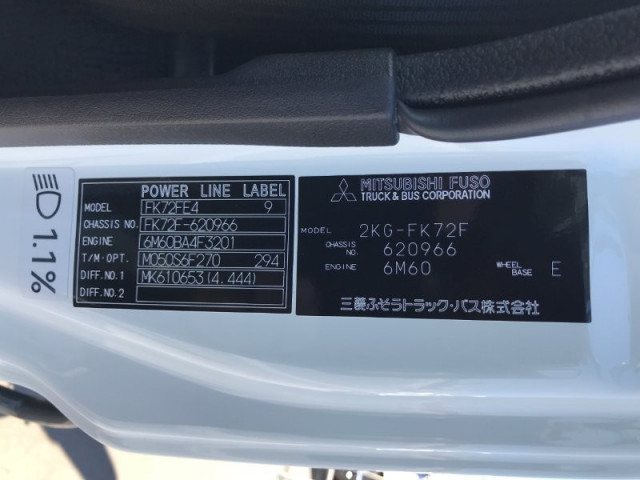 1.1%
POWER LINE LABEL
MODEL FK72FE4 9
CHASSIS NO. FK72F-620966
ENGINE 6M60BA4F3201
T/M・OPT. M050S6F270 294
DIFF.NO.1 MK610653(4.444)
DIFF.NO.2
MITSUBISHI FUSO
TRUCK & BUS CORPORATION
MODEL 2KG-FK72F
CHASSIS NO. 620966
ENGINE 6M60 WHEEL BASE E
三菱ふそうトラック・バス株式会社